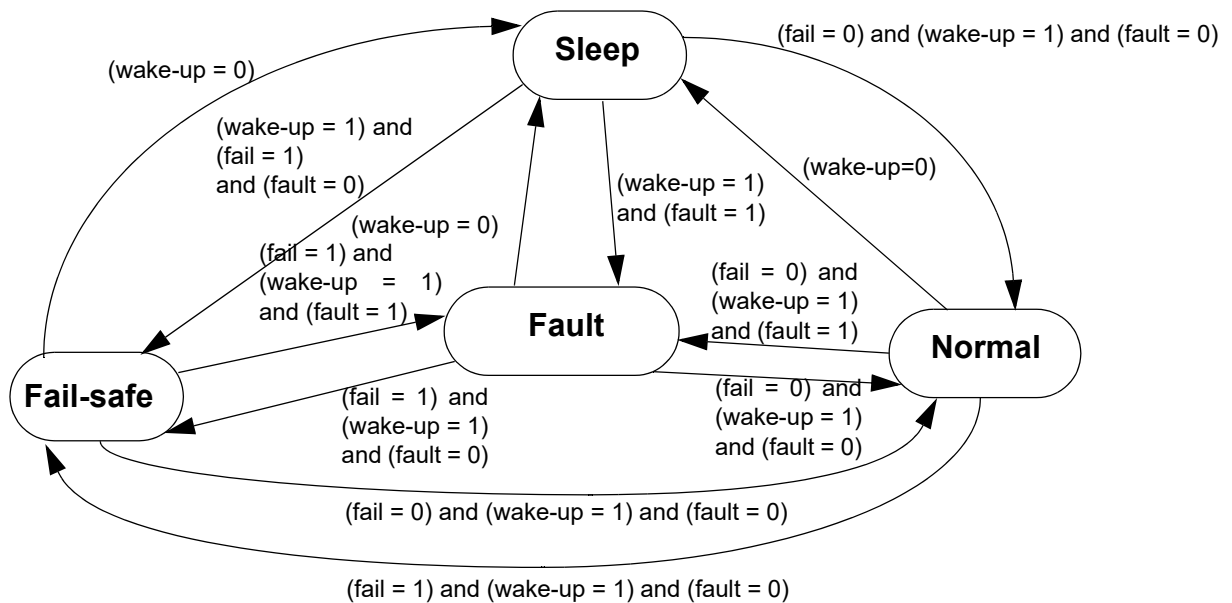 Sleep
(fail = 0) and (wake-up = 1) and (fault = 0)
(wake-up = 0)
(wake-up = 1) and
(fail = 1)
and (fault = 0)
(wake-up=0)
(wake-up = 1)
and (fault = 1)
(wake-up = 0)
(fail = 1) and
(wake-up = 1)
and (fault = 1)
(fail = 0) and
(wake-up = 1)
and (fault = 1)
Fault
Normal
Fail-safe
(fail = 1) and
(wake-up = 1)
and (fault = 0)
(fail = 0) and
(wake-up = 1)
and (fault = 0)
(fail = 0) and (wake-up = 1) and (fault = 0)
(fail = 1) and (wake-up = 1) and (fault = 0)